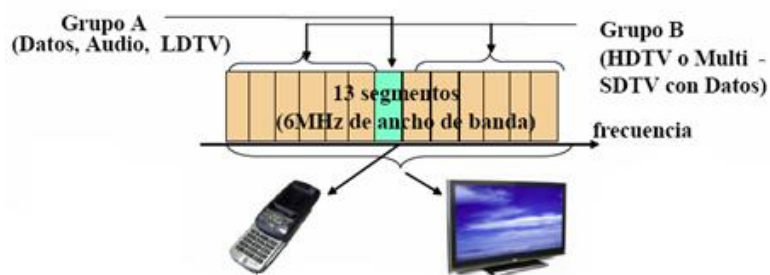 Grupo A
(Datos, Audio, LDTV)
Grupo B
(HDTV o Multi -
SDTV con Datos)
13 segmentos
(6MHz de ancho de banda)
frecuencia